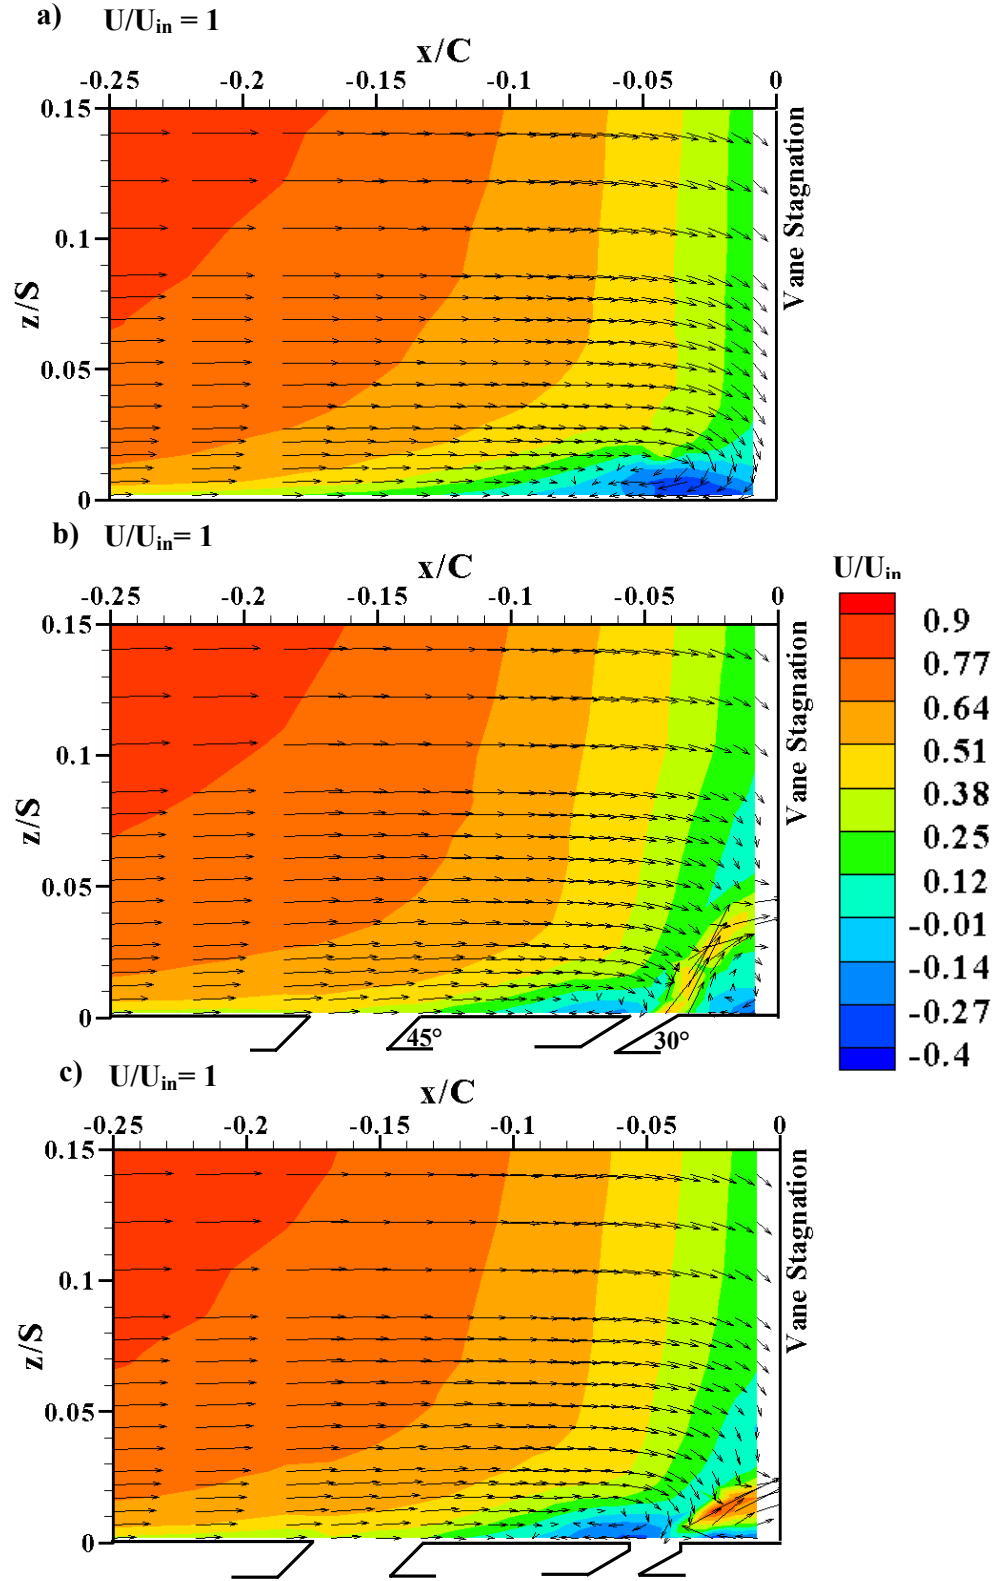 a) U/Uin = 1
x/C
-0.25 -0.2 -0.15 -0.1 -0.05 0
0.15
0.1
0.05
0
z/S
Vane Stagnation
b) U/Uin= 1
x/C
-0.25 -0.2 -0.15 -0.1 -0.05 0
0.15
0.1
0.05
0
z/S
Vane Stagnation
45°
30°
U/Uin
0.9
0.77
0.64
0.51
0.38
0.25
0.12
-0.01
-0.14
-0.27
-0.4
c) U/Uin= 1
x/C
-0.25 -0.2 -0.15 -0.1 -0.05 0
0.15
0.1
0.05
0
z/S
Vane Stagnation